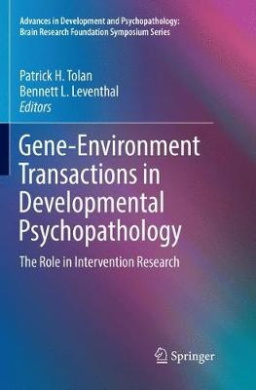 Advances in Development and Psychopathology:
Brain Research Foundation Symposium Series
Patrick H. Tolan
Bennett L. Leventhal
Editors
Gene-Environment
Transactions in
Developmental
Psychopathology
The Role in Intervention Research
Springer